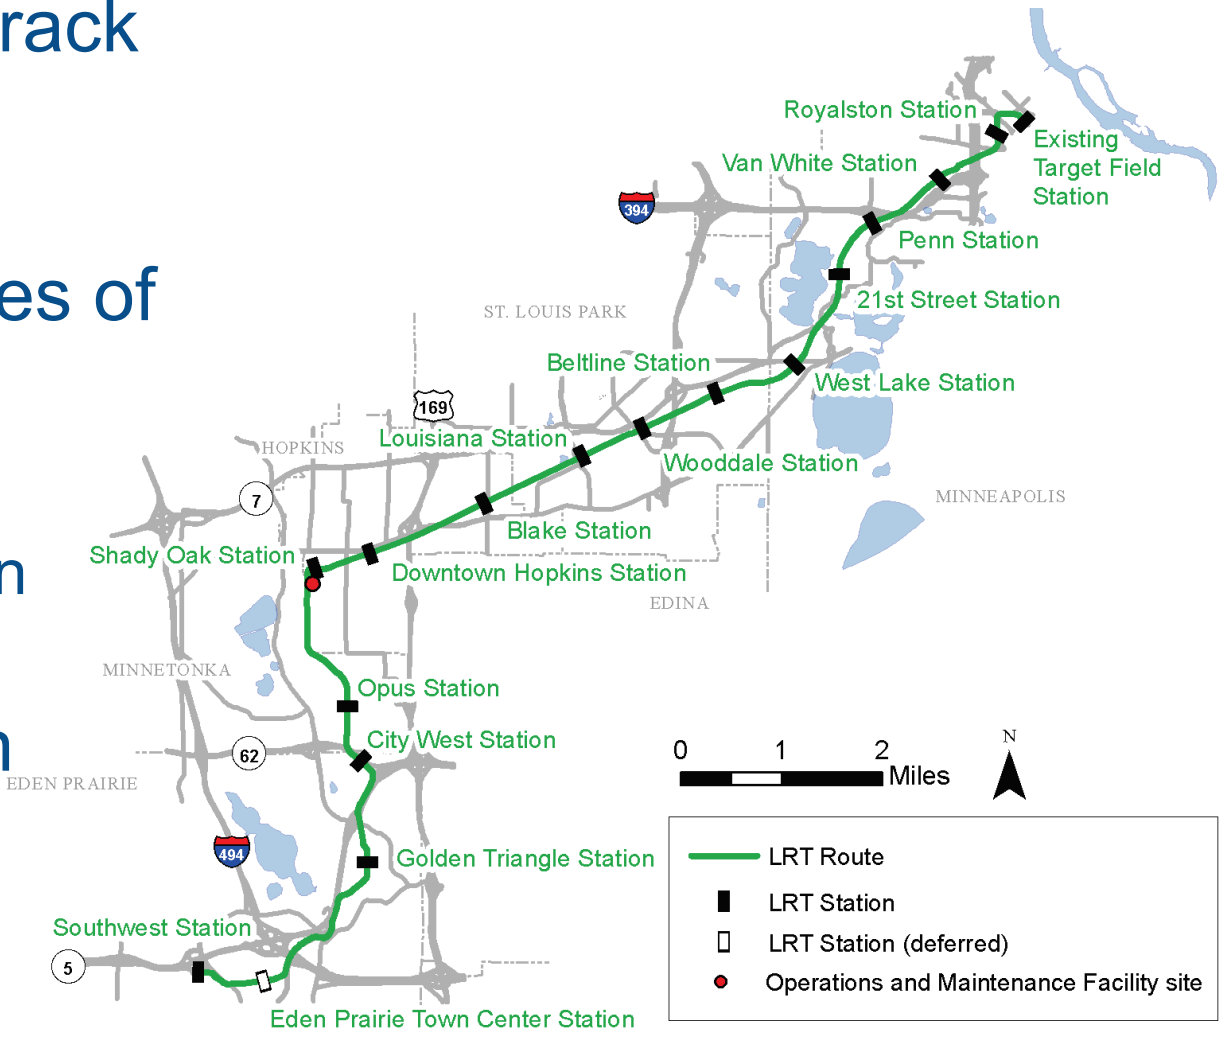 rack
es of
n
n
Royalston Station
Existing
Target Field
Station
Van White Station
394
Penn Station
21st Street Station
ST. LOUIS PARK
Beltline Station
West Lake Station
169
Louisiana Station
HOPKINS
Wooddale Station
7
MINNEAPOLIS
Blake Station
Shady Oak Station
Downtown Hopkins Station
EDINA
MINNETONKA
Opus Station
City West Station
62
EDEN PRAIRIE
494
Golden Triangle Station
Southwest Station
5
Eden Prairie Town Center Station
0 1 2
Miles
N
LRT Route
LRT Station
LRT Station (deferred)
Operations and Maintenance Facility site